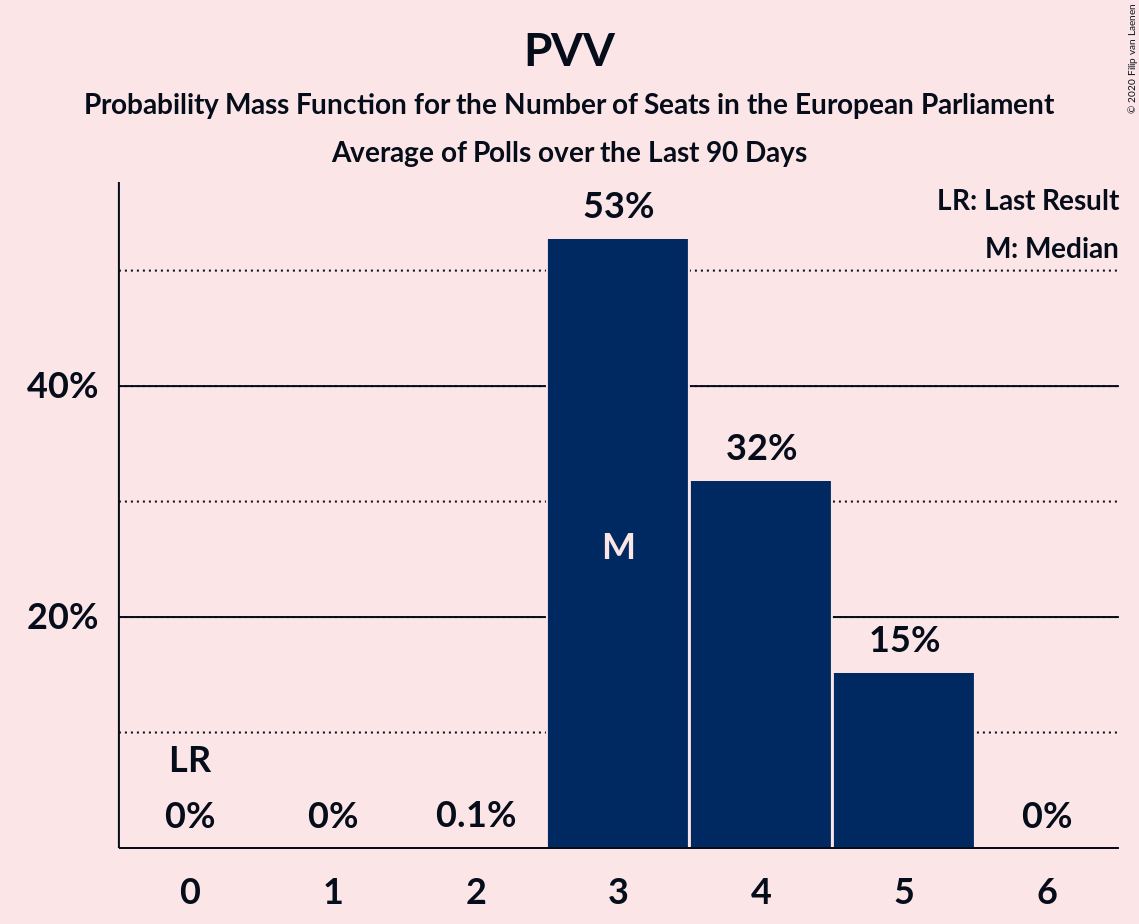 PVV
Probability Mass Function for the Number of Seats in the European Parliament
Average of Polls over the Last 90 Days
© 2020 Filip van Laenen
LR: Last Result
M: Median
53%
40%
32%
M
20%
15%
LR
0%
0%
0.1%
0%
0 1 2 3 4 5 6